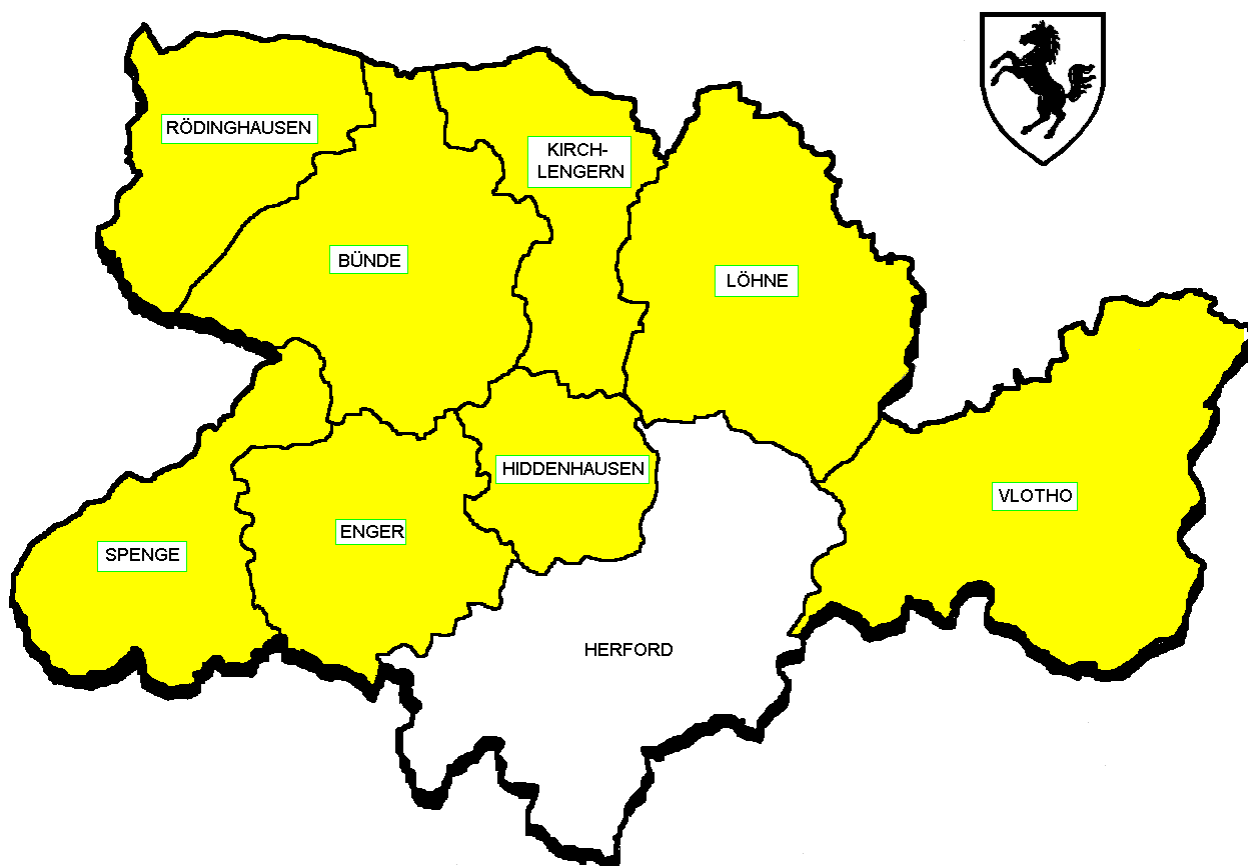 RÖDINGHAUSEN
KIRCH-
LENGERN
BÜNDE
LÖHNE
HIDDENHAUSEN
VLOTHO
ENGER
SPENGE
HERFORD